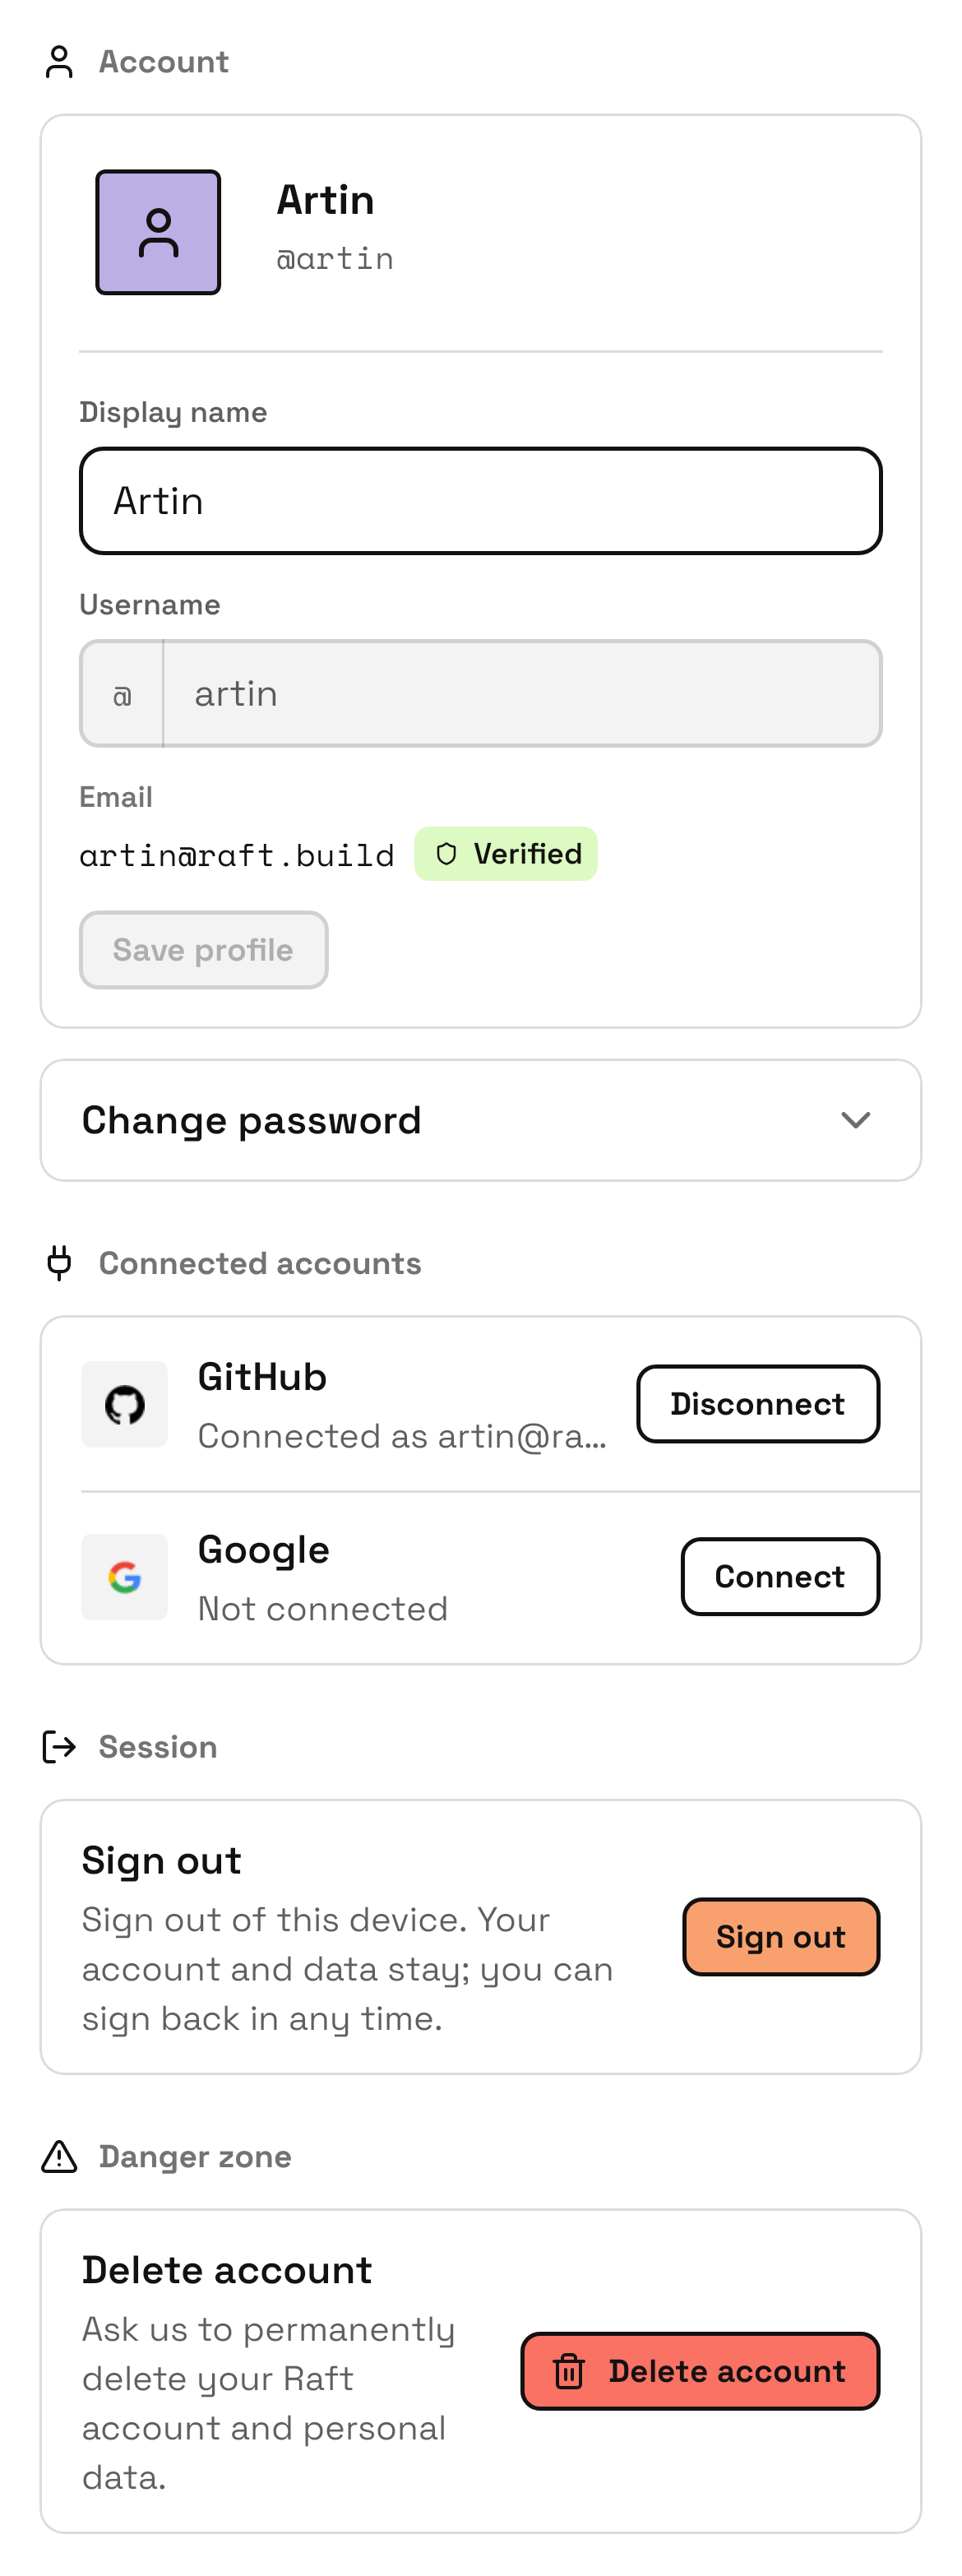 Account
Artin
@artin
Display name
Artin
Username
@ artin
Email
artin@raft.build Verified
Save profile
Change password
Connected accounts
GitHub
Connected as artin@ra...
Disconnect
Google
Not connected
Connect
Session
Sign out
Sign out of this device. Your
account and data stay; you can
sign back in any time.
Sign out
Danger zone
Delete account
Ask us to permanently
delete your Raft
account and personal
data.
Delete account